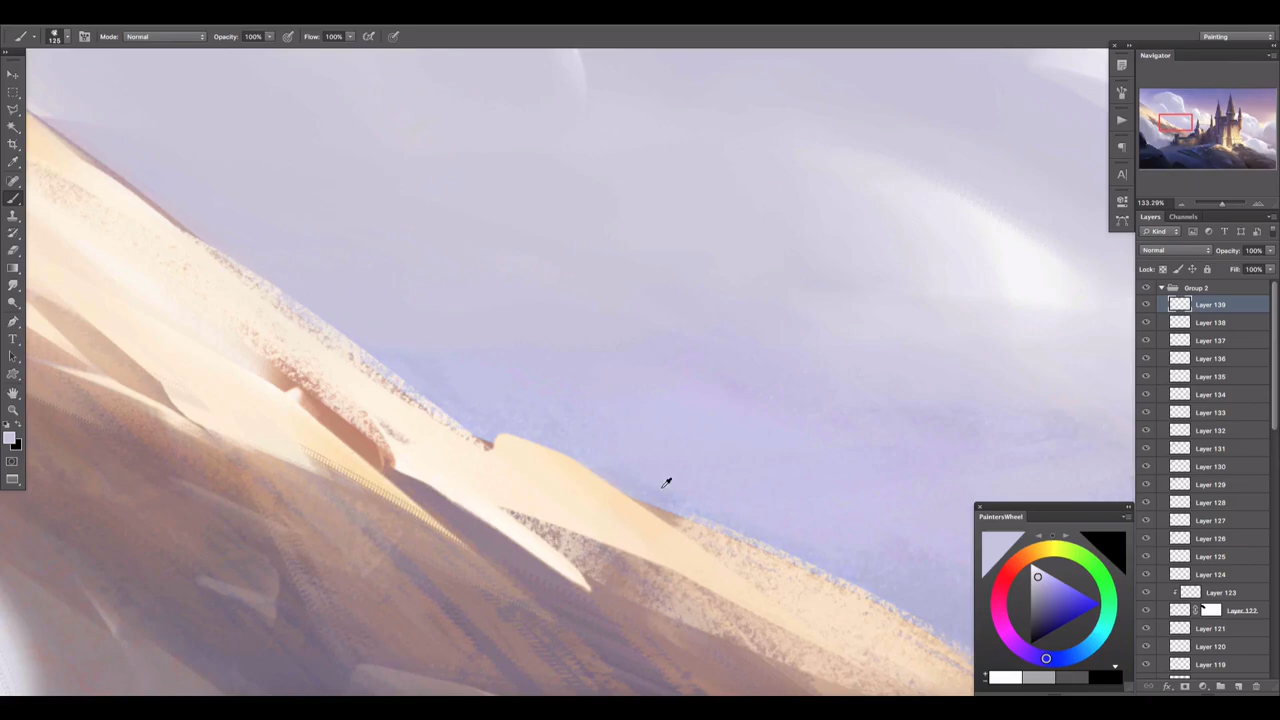 125
Mode: Normal
Opacity: 100%
Flow: 100%
Painting
Navigator
133.29%
Layers Channels
Kind
Normal
Opacity: 100%
Lock:
Fill: 100%
Group 2
Layer 139
Layer 138
Layer 137
Layer 136
Layer 135
Layer 134
Layer 133
Layer 132
Layer 131
Layer 130
Layer 129
Layer 128
Layer 127
Layer 126
Layer 125
Layer 124
Layer 123
Layer 122
Layer 121
Layer 120
Layer 119
PaintersWheel